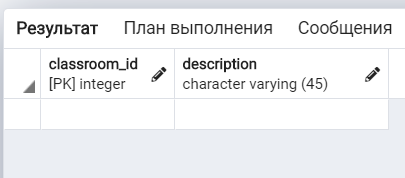 Результат План выполнения Сообщения
classroom_id description
[PK] integer character varying (45)